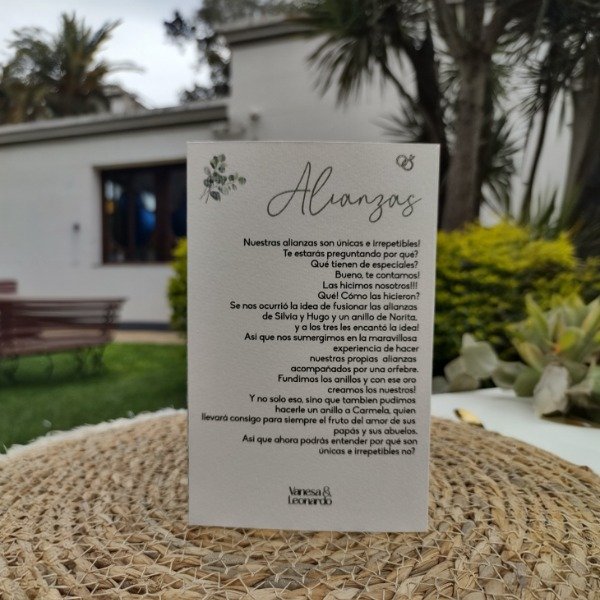 Alianzas
Nuestras alianzas son únicas e irrepetibles!
Te estarás preguntando por qué?
Qué tienen de especiales?
Bueno, te contamos!
Las hicimos nosotros!!!
Qué! Cómo las hicieron?
Se nos ocurrió la idea de fusionar las alianzas
de Silvia y Hugo y un anillo de Norita,
y a los tres les encantó la idea!
Asi que nos sumergimos en la maravillosa
experiencia de hacer
nuestras propias alianzas
acompañados por una orfebre.
Fundimos los anillos y con ese oro
creamos los nuestros!
Y no solo eso, sino que tambien pudimos
hacerle un anillo a Carmela, quien
llevará consigo para siempre el fruto del amor de sus
papás y sus abuelos.
Asi que ahora podrás entender por qué son
únicas e irrepetibles no?
Vanesa &
Leonardo